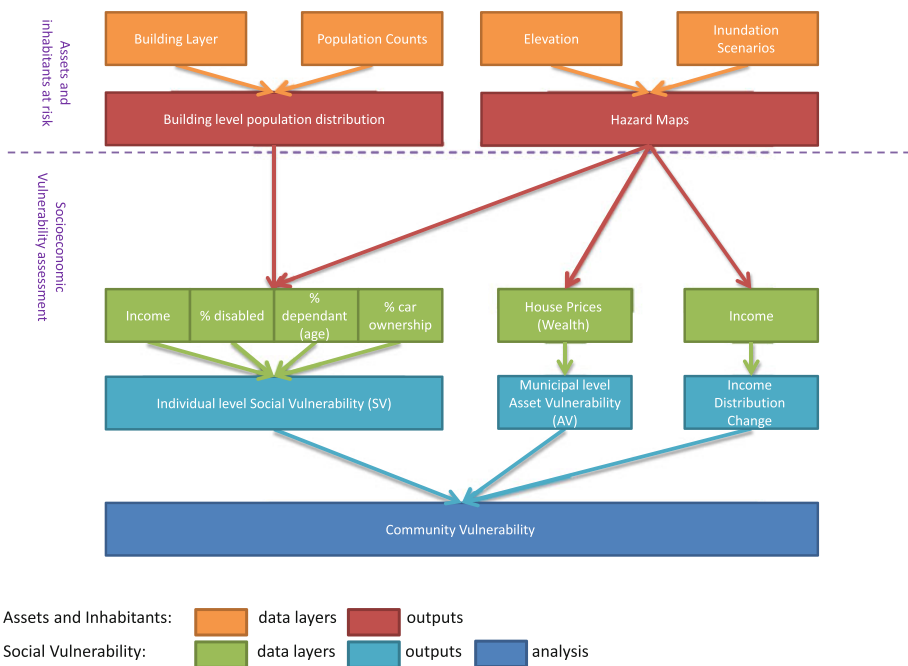 Assets and
inhabitants at risk
Building Layer
Population Counts
Elevation
Inundation
Scenarios
Building level population distribution
Hazard Maps
Socioeconomic
Vulnerability assessment
Income
% disabled
%
dependant
(age)
% car
ownership
House Prices
(Wealth)
Income
Individual level Social Vulnerability (SV)
Municipal level
Asset Vulnerability
(AV)
Income
Distribution
Change
Community Vulnerability
Assets and Inhabitants: data layers outputs
Social Vulnerability: data layers outputs analysis